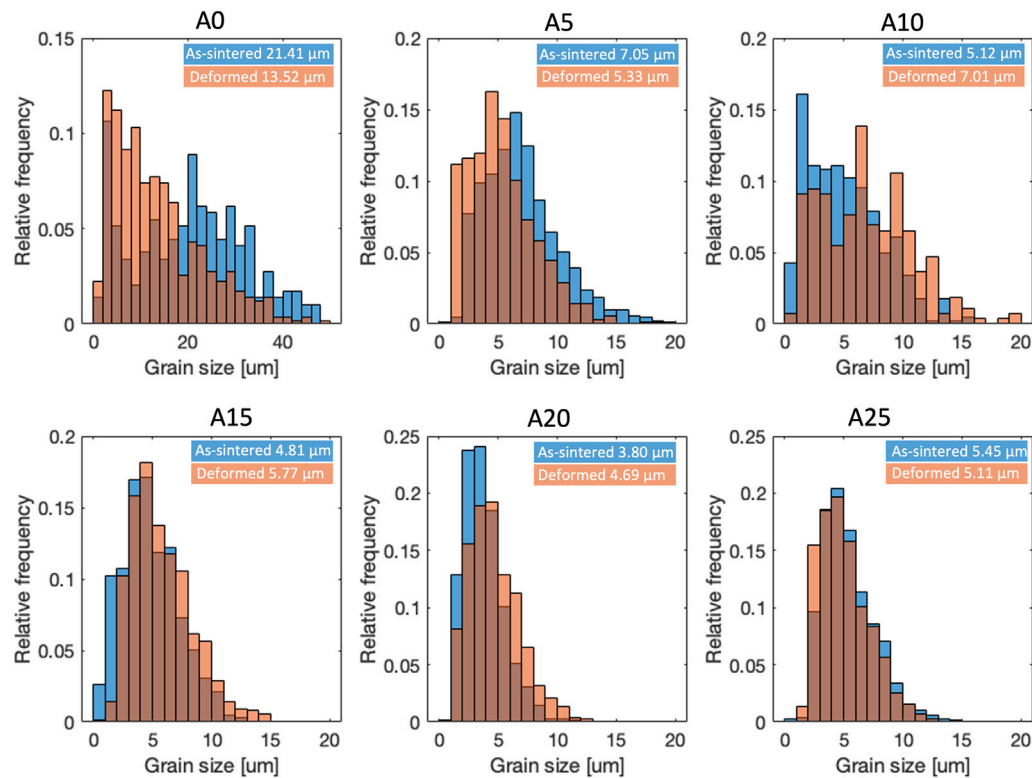 A0
As-sintered 21.41 µm
Deformed 13.52 µm
0.15
0.1
0.05
0
Relative frequency
0 20 40
Grain size [um]
A5
As-sintered 7.05 µm
Deformed 5.33 µm
0.2
0.15
0.1
0.05
0
Relative frequency
0 5 10 15 20
Grain size [um]
A10
As-sintered 5.12 µm
Deformed 7.01 µm
0.2
0.15
0.1
0.05
0
Relative frequency
0 5 10 15 20
Grain size [um]
A15
As-sintered 4.81 µm
Deformed 5.77 µm
0.2
0.15
0.1
0.05
0
Relative frequency
0 5 10 15 20
Grain size [um]
A20
As-sintered 3.80 µm
Deformed 4.69 µm
0.25
0.2
0.15
0.1
0.05
0
Relative frequency
0 5 10 15 20
Grain size [um]
A25
As-sintered 5.45 µm
Deformed 5.11 µm
0.25
0.2
0.15
0.1
0.05
0
Relative frequency
0 5 10 15 20
Grain size [um]